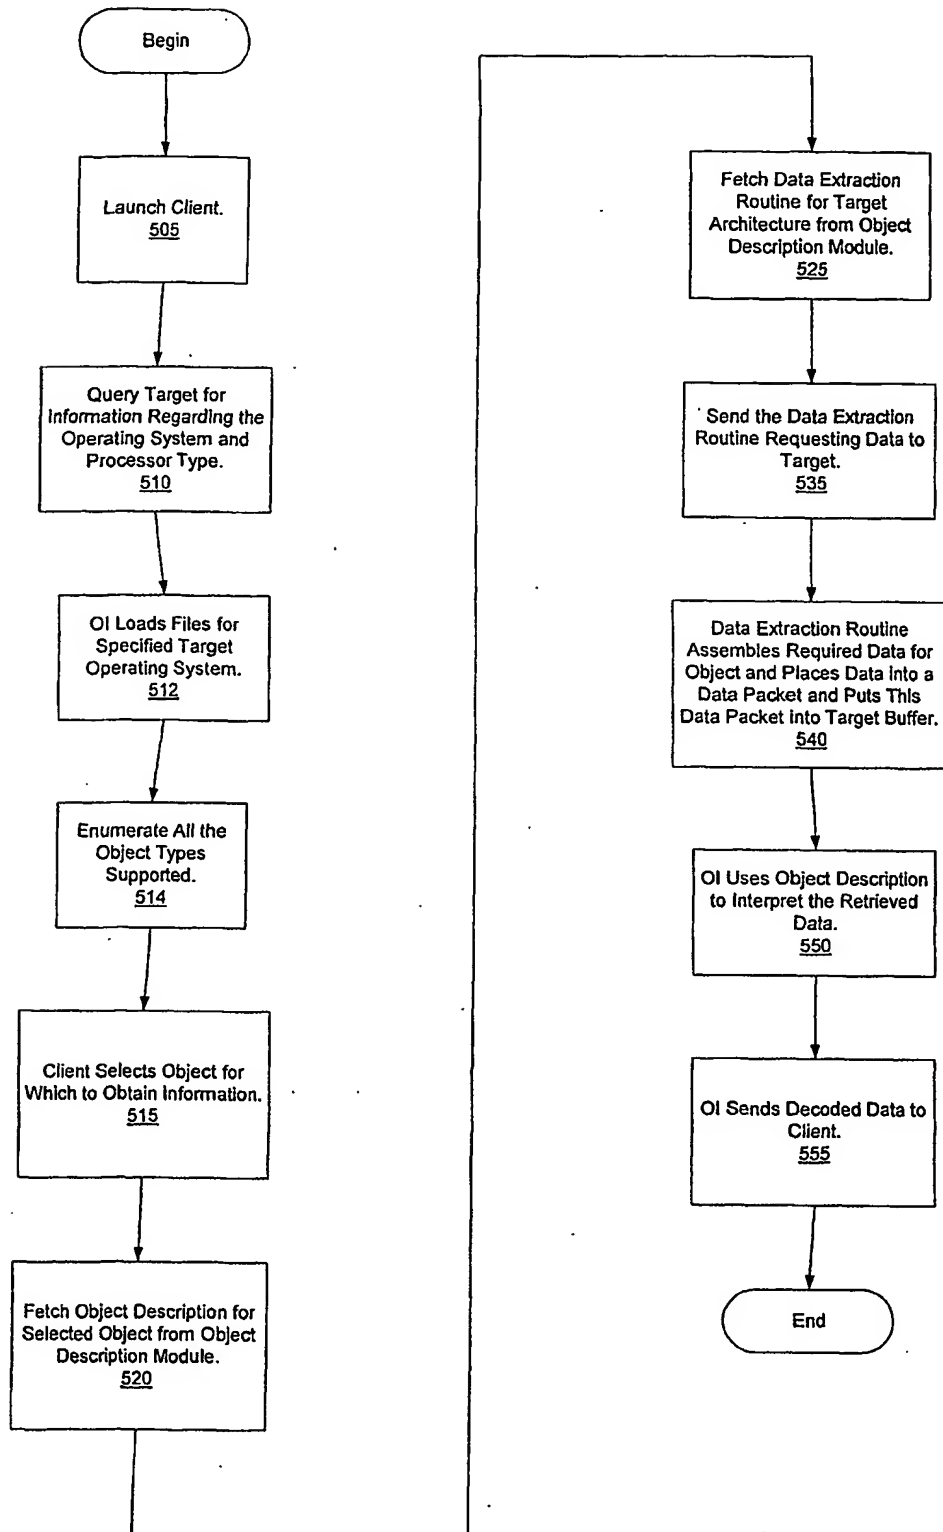 Begin
Launch Client.
505
Query Target for
Information Regarding the
Operating System and
Processor Type.
510
OI Loads Files for
Specified Target
Operating System.
512
Enumerate All the
Object Types
Supported.
514
Client Selects Object for
Which to Obtain Information.
515
Fetch Object Description for
Selected Object from Object
Description Module.
520
Fetch Data Extraction
Routine for Target
Architecture from Object
Description Module.
525
Send the Data Extraction
Routine Requesting Data to
Target.
535
Data Extraction Routine
Assembles Required Data for
Object and Places Data into a
Data Packet and Puts This
Data Packet into Target Buffer.
540
OI Uses Object Description
to Interpret the Retrieved
Data.
550
OI Sends Decoded Data to
Client.
555
End